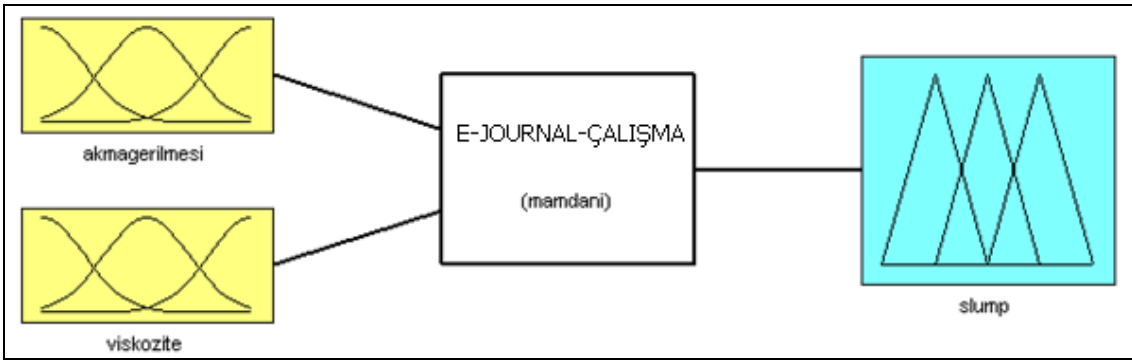 akmagerilmesi
viskozite
E-JOURNAL-ÇALIŞMA
(mamdani)
slump